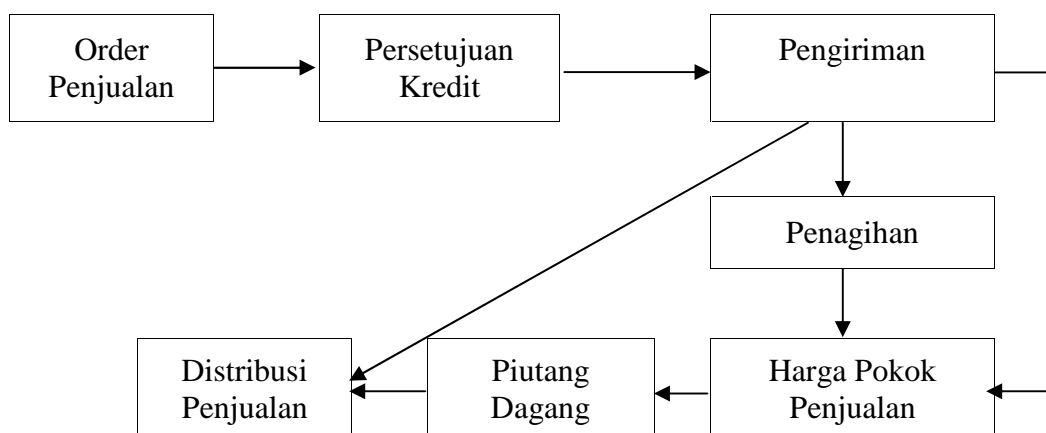 Order
Penjualan
Persetujuan
Kredit
Pengiriman
Penagihan
Distribusi
Penjualan
Piutang
Dagang
Harga Pokok
Penjualan